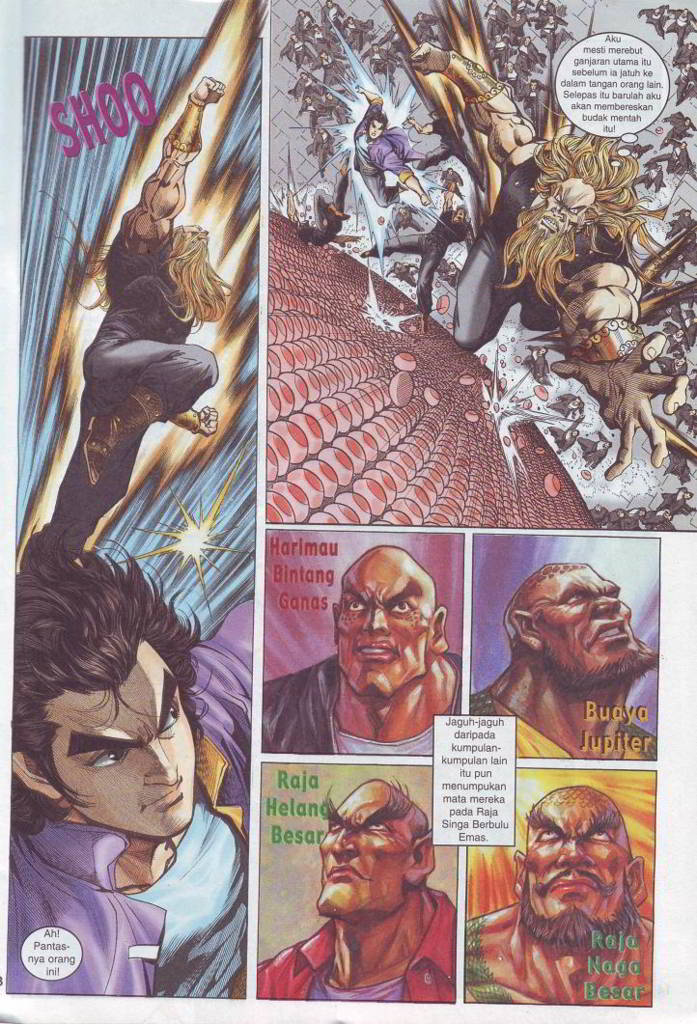 SHOO
Aku
mesti merebut
ganjaran utama itu
sebelum ia jatuh ke
dalam tangan orang lain.
Selepas itu barulah aku
akan membereskan
budak mentah
itu!
Ah!
Pantas-
nya orang
ini!
Harimau
Bintang
Ganas
Buaya
Jupiter
Jaguh-jaguh
daripada
kumpulan-
kumpulan lain
itu pun
menumpukan
mata mereka
pada Raja
Singa Berbulu
Emas.
Raja
Helang
Besar
Raja
Naga
Besar